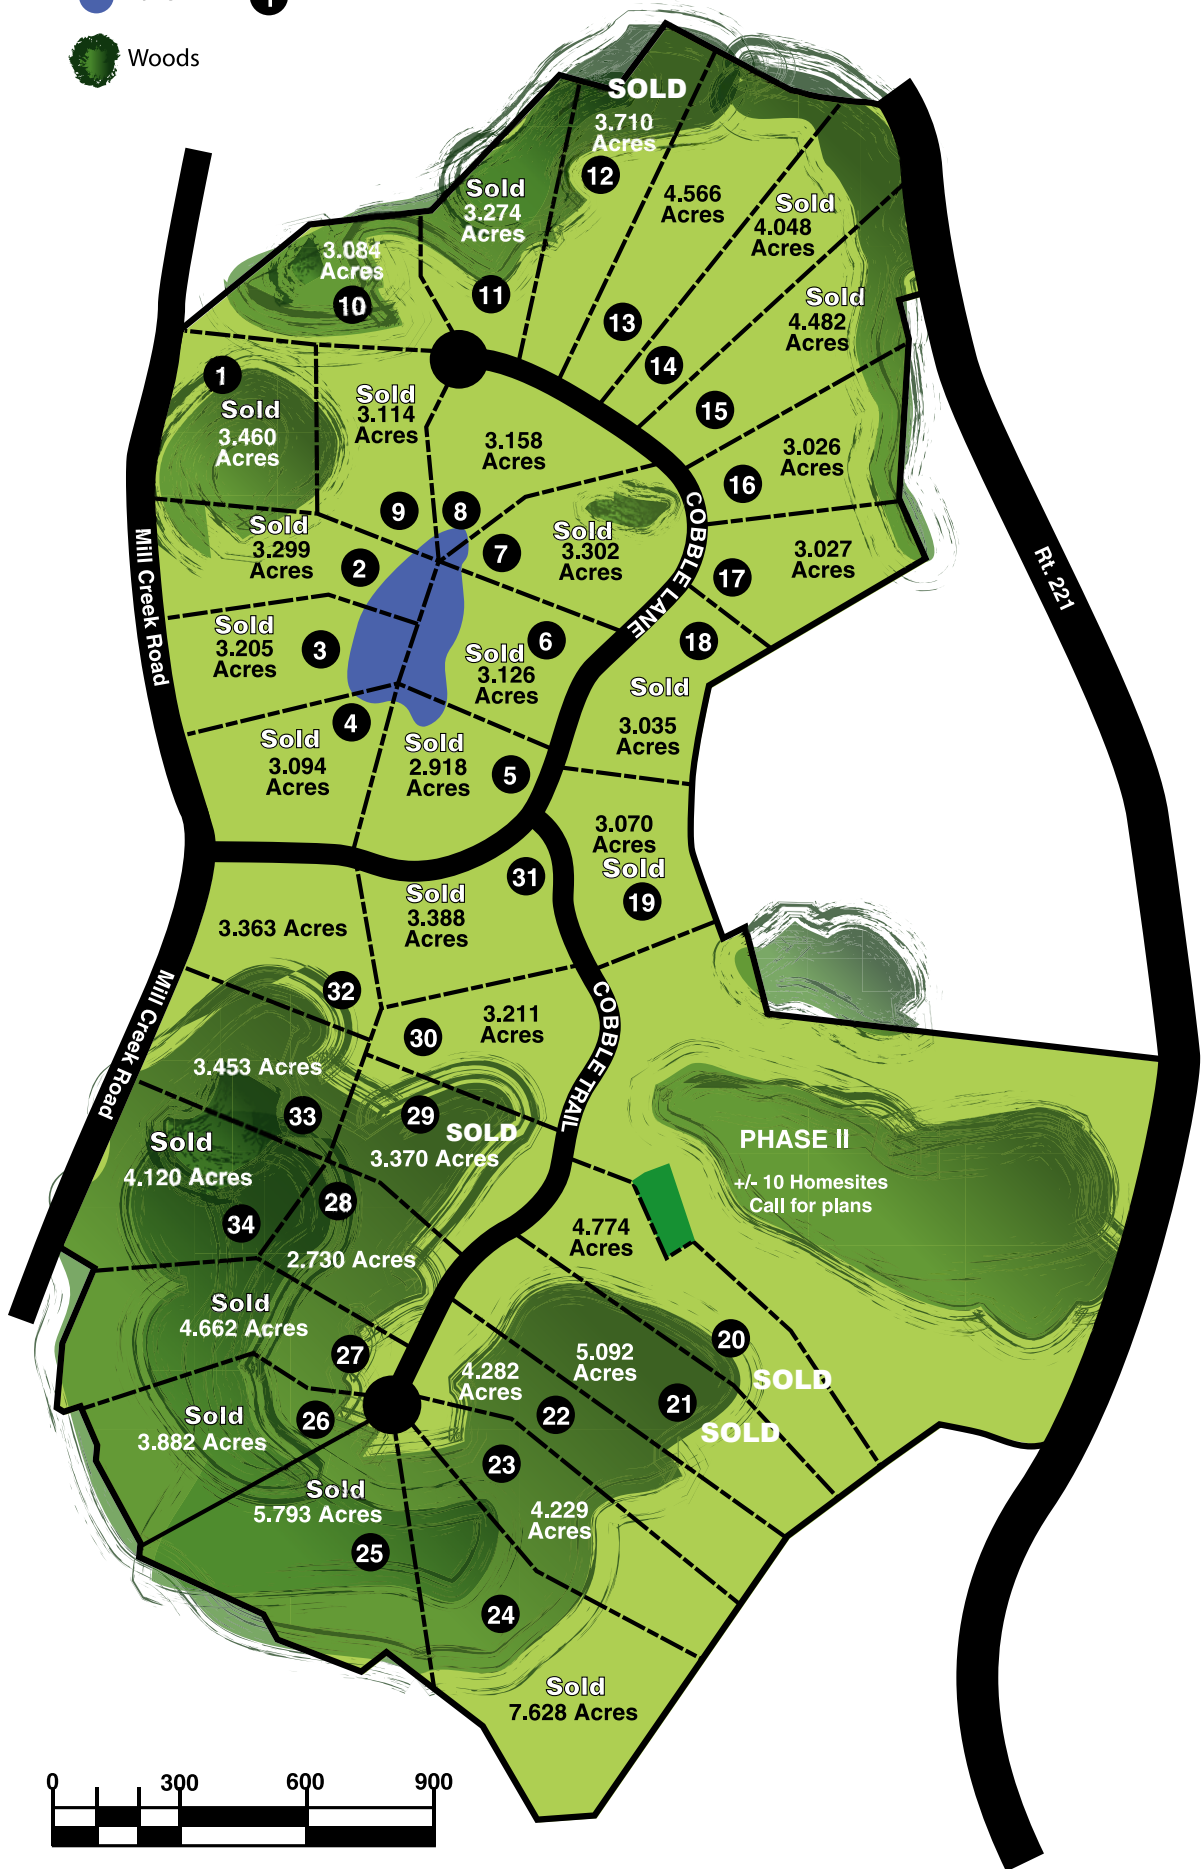 1
Woods
SOLD
3.710
Acres
12
Sold
3.274
Acres
11
4.566
Acres
13
Sold
4.048
Acres
14
3.084
Acres
10
Sold
4.482
Acres
15
1
Sold
3.460
Acres
Sold
3.114
Acres
9
3.158
Acres
8
3.026
Acres
16
Sold
3.299
Acres
2
7
Sold
3.302
Acres
COBBLE LANE
3.027
Acres
17
Mill Creek Road
Rt. 221
Sold
3.205
Acres
3
6
Sold
3.126
Acres
18
Sold
3.035
Acres
4
Sold
3.094
Acres
Sold
2.918
Acres
5
3.070
Acres
Sold
19
31
Sold
3.388
Acres
3.363 Acres
32
Mill Creek Road
30
3.211
Acres
COBBLE TRAIL
3.453 Acres
33
29
SOLD
3.370 Acres
PHASE II
+/- 10 Homesites
Call for plans
Sold
4.120 Acres
34
28
2.730 Acres
4.774
Acres
20
SOLD
Sold
4.662 Acres
27
5.092
Acres
21
SOLD
4.282
Acres
22
Sold
3.882 Acres
26
23
4.229
Acres
Sold
5.793 Acres
25
24
Sold
7.628 Acres
0 300 600 900